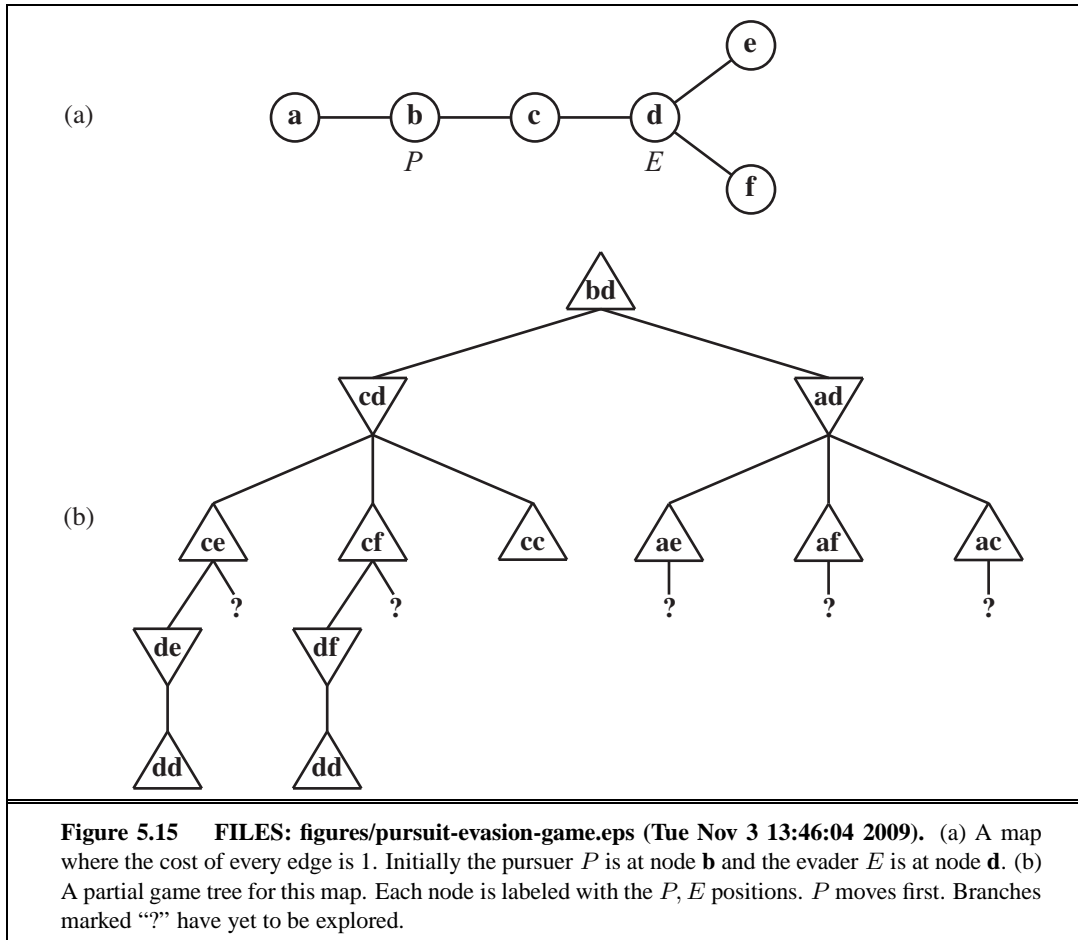 e
(a)
a b c d
P E
f
bd
cd ad
(b)
ce cf cc ae af ac
? ? ? ? ?
de df
dd dd
Figure 5.15 FILES: figures/pursuit-evasion-game.eps (Tue Nov 3 13:46:04 2009). (a) A map
where the cost of every edge is 1. Initially the pursuer P is at node b and the evader E is at node d. (b)
A partial game tree for this map. Each node is labeled with the P, E positions. P moves first. Branches
marked “?” have yet to be explored.